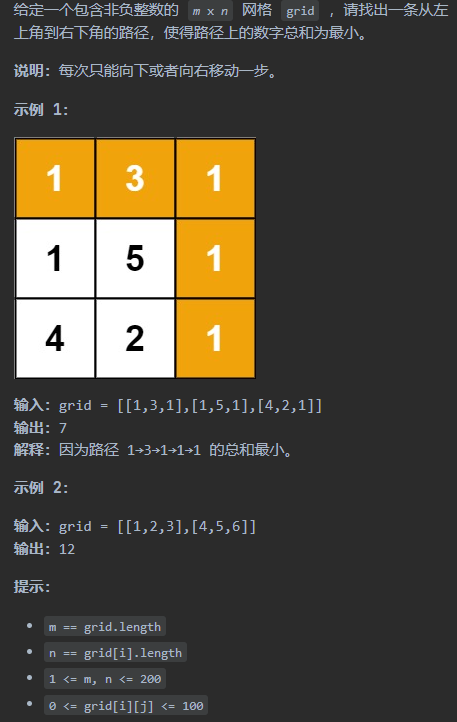 给定一个包含非负整数的 m x n 网格 grid ，请找出一条从左
上角到右下角的路径，使得路径上的数字总和为最小。
说明：每次只能向下或者向右移动一步。
示例 1：
1 3 1
1 5 1
4 2 1
输入：grid = [[1,3,1],[1,5,1],[4,2,1]]
输出：7
解释：因为路径 1→3→1→1→1 的总和最小。
示例 2：
输入：grid = [[1,2,3],[4,5,6]]
输出：12
提示：
m == grid.length
n == grid[i].length
1 <= m, n <= 200
0 <= grid[i][j] <= 100